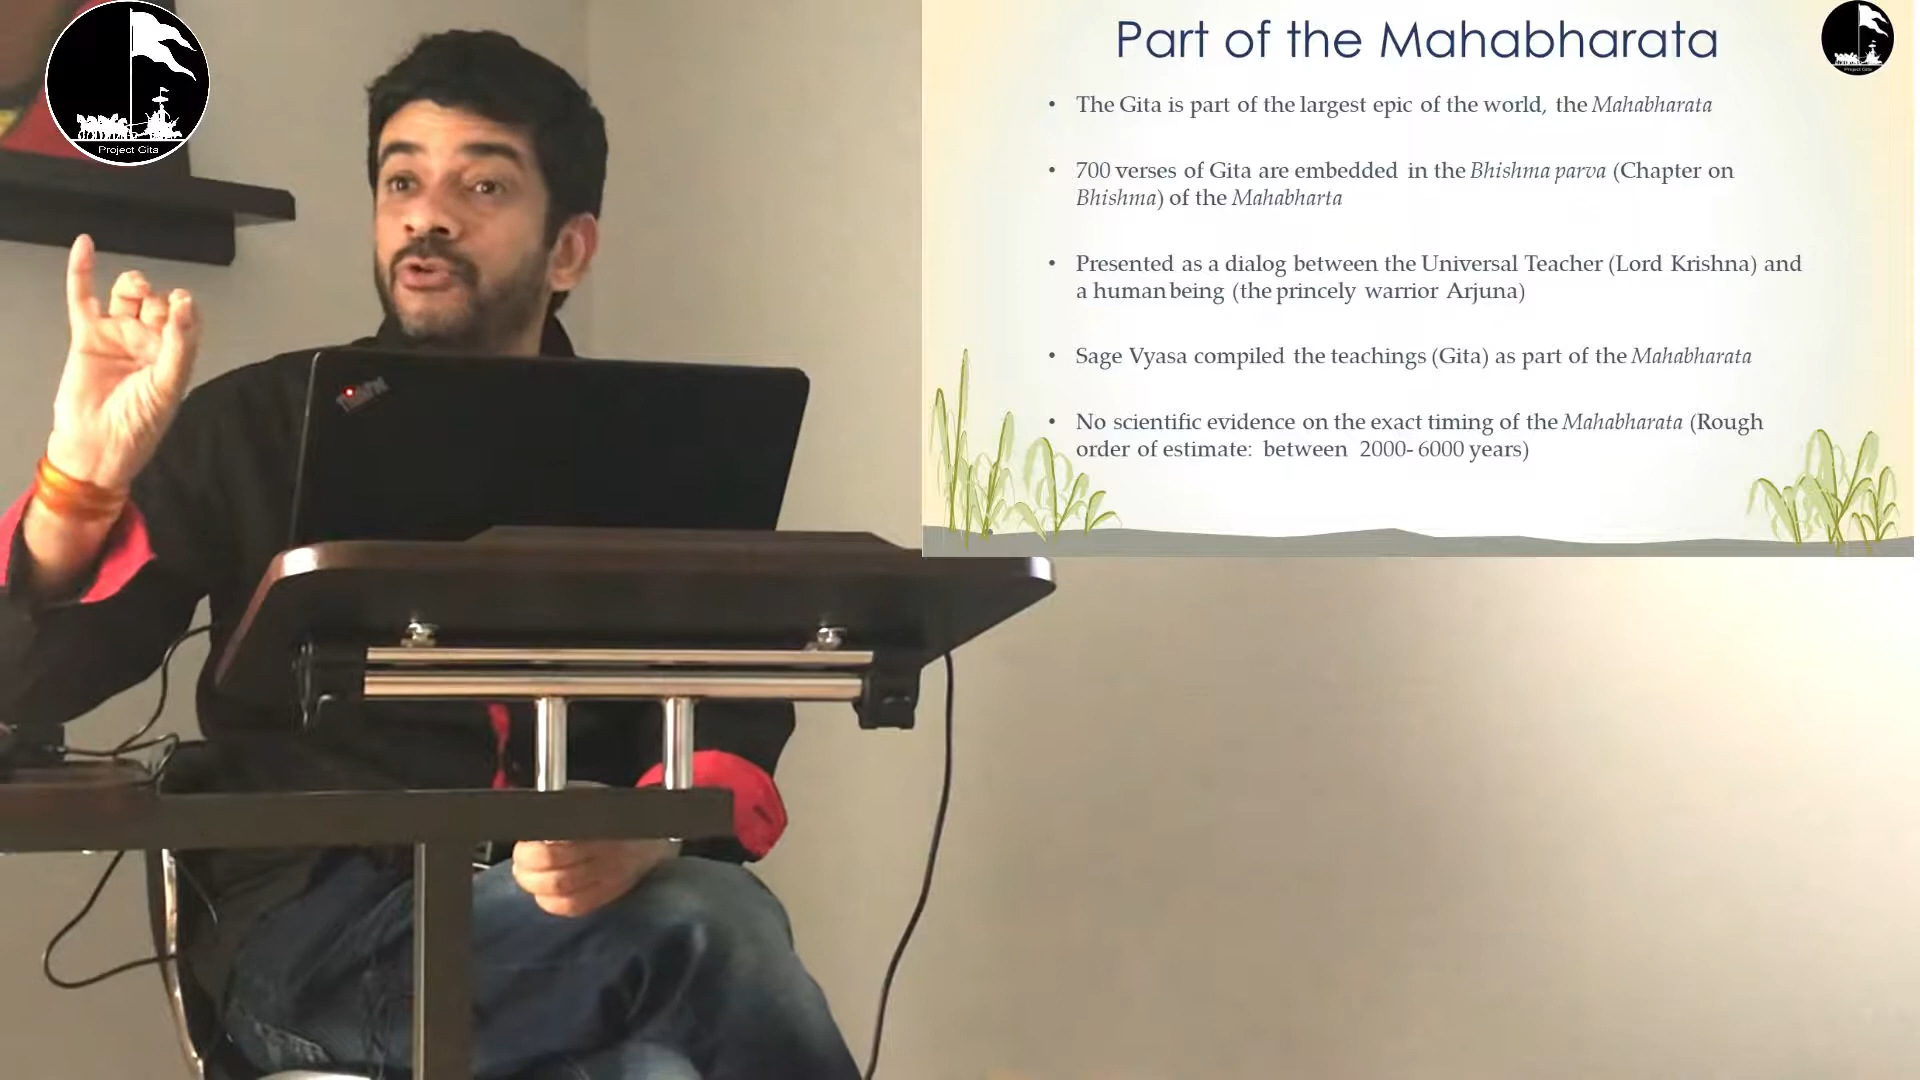 Project Gita
Part of the Mahabharata
• The Gita is part of the largest epic of the world, the Mahabharata
• 700 verses of Gita are embedded in the Bhishma parva (Chapter on
Bhishma) of the Mahabharta
• Presented as a dialog between the Universal Teacher (Lord Krishna) and
a human being (the princely warrior Arjuna)
• Sage Vyasa compiled the teachings (Gita) as part of the Mahabharata
• No scientific evidence on the exact timing of the Mahabharata (Rough
order of estimate: between 2000- 6000 years)
Project Gita